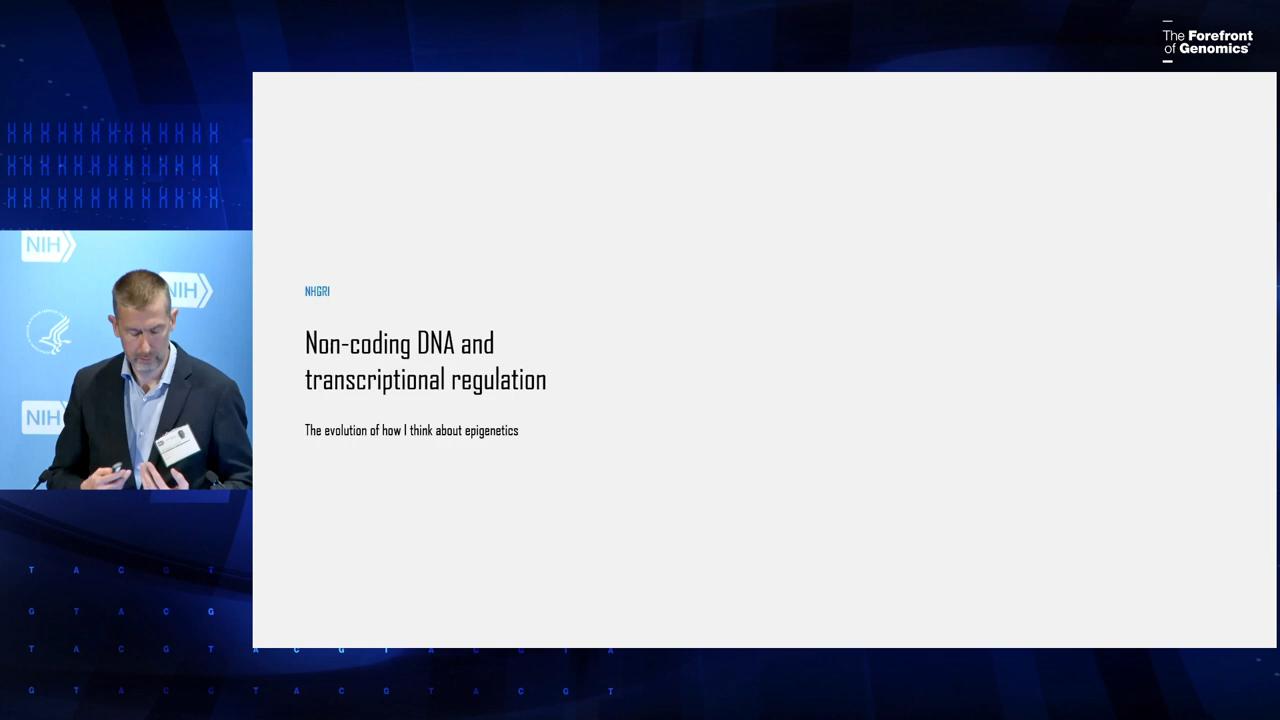 The Forefront
of Genomics®
NIH
NIH
NIH
NHGRI
Non-coding DNA and
transcriptional regulation
The evolution of how I think about epigenetics
T A C G T
G T A C G
T A C G T A C G T A C G T A
G T A C G T A C G T A C G T